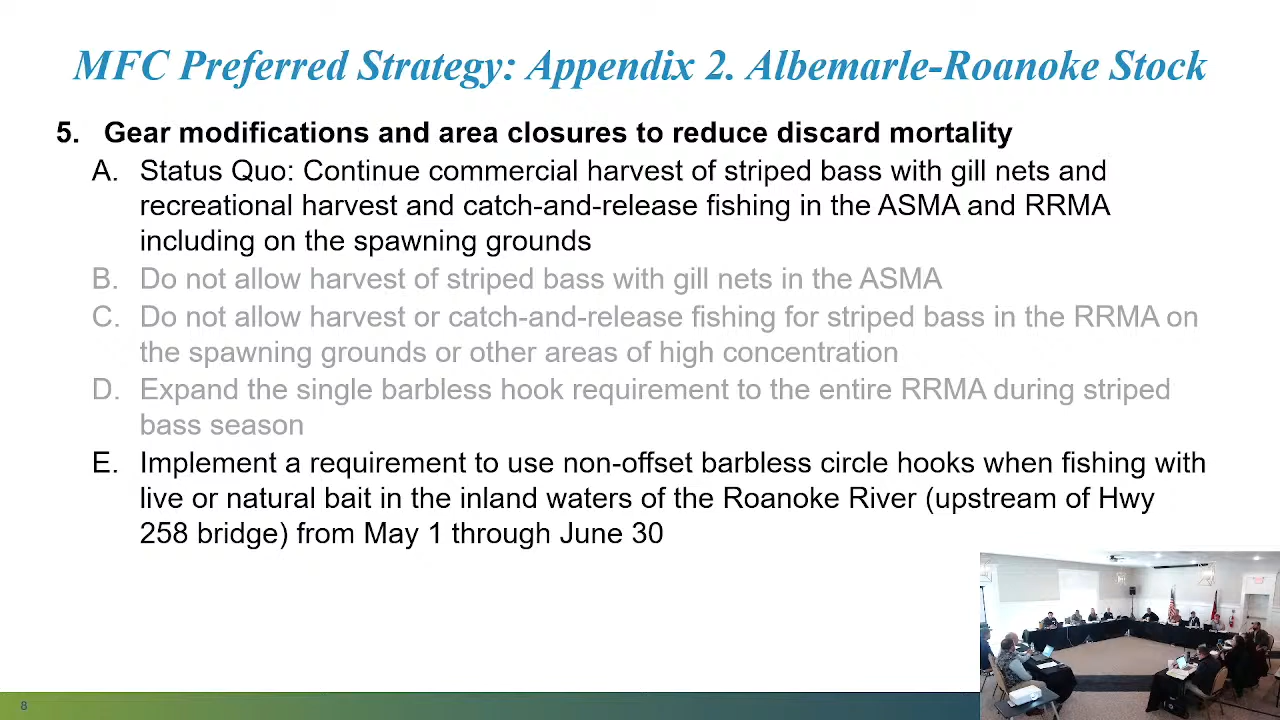 MFC Preferred Strategy: Appendix 2. Albemarle-Roanoke Stock
5. Gear modifications and area closures to reduce discard mortality
A. Status Quo: Continue commercial harvest of striped bass with gill nets and
recreational harvest and catch-and-release fishing in the ASMA and RRMA
including on the spawning grounds
B. Do not allow harvest of striped bass with gill nets in the ASMA
C. Do not allow harvest or catch-and-release fishing for striped bass in the RRMA on
the spawning grounds or other areas of high concentration
D. Expand the single barbless hook requirement to the entire RRMA during striped
bass season
E. Implement a requirement to use non-offset barbless circle hooks when fishing with
live or natural bait in the inland waters of the Roanoke River (upstream of Hwy
258 bridge) from May 1 through June 30
8